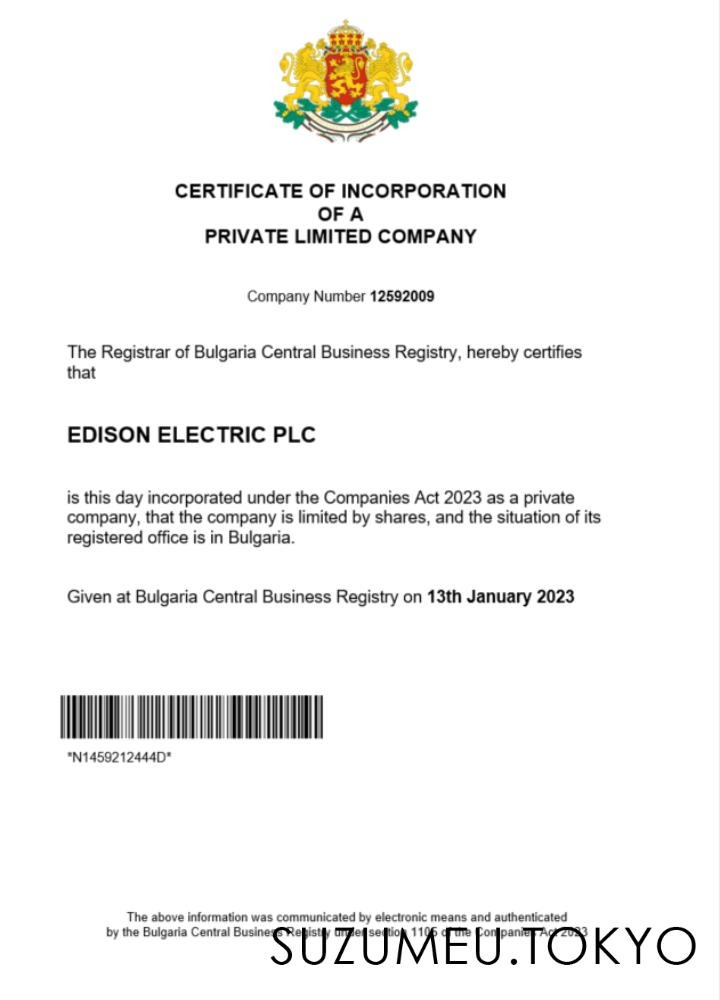 CERTIFICATE OF INCORPORATION
OF A
PRIVATE LIMITED COMPANY
Company Number 12592009
The Registrar of Bulgaria Central Business Registry, hereby certifies
that
EDISON ELECTRIC PLC
is this day incorporated under the Companies Act 2023 as a private
company, that the company is limited by shares, and the situation of its
registered office is in Bulgaria.
Given at Bulgaria Central Business Registry on 13th January 2023
*N1459212444D*
The above information was communicated by electronic means and authenticated
by the Bulgaria Central Business Registry under section 1105 of the Companies Act 2023
SUZUMEU.TOKYO